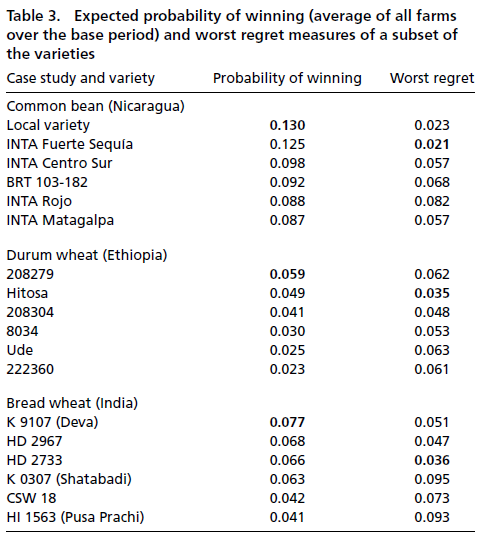 Table 3. Expected probability of winning (average of all farms
over the base period) and worst regret measures of a subset of
the varieties
Case study and variety Probability of winning Worst regret
Common bean (Nicaragua)
Local variety 0.130 0.023
INTA Fuerte Sequía 0.125 0.021
INTA Centro Sur 0.098 0.057
BRT 103-182 0.092 0.068
INTA Rojo 0.088 0.082
INTA Matagalpa 0.087 0.057
Durum wheat (Ethiopia)
208279 0.059 0.062
Hitosa 0.049 0.035
208304 0.041 0.048
8034 0.030 0.053
Ude 0.025 0.063
222360 0.023 0.061
Bread wheat (India)
K 9107 (Deva) 0.077 0.051
HD 2967 0.068 0.047
HD 2733 0.066 0.036
K 0307 (Shatabadi) 0.063 0.095
CSW 18 0.042 0.073
HI 1563 (Pusa Prachi) 0.041 0.093